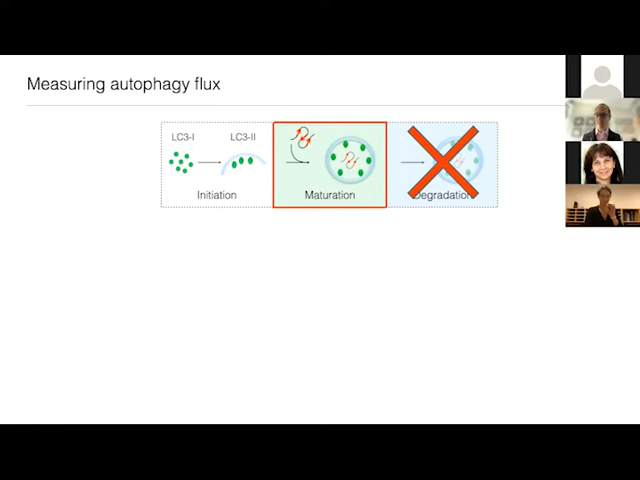 Measuring autophagy flux
LC3-I
LC3-II
Initiation
Maturation
Degradation